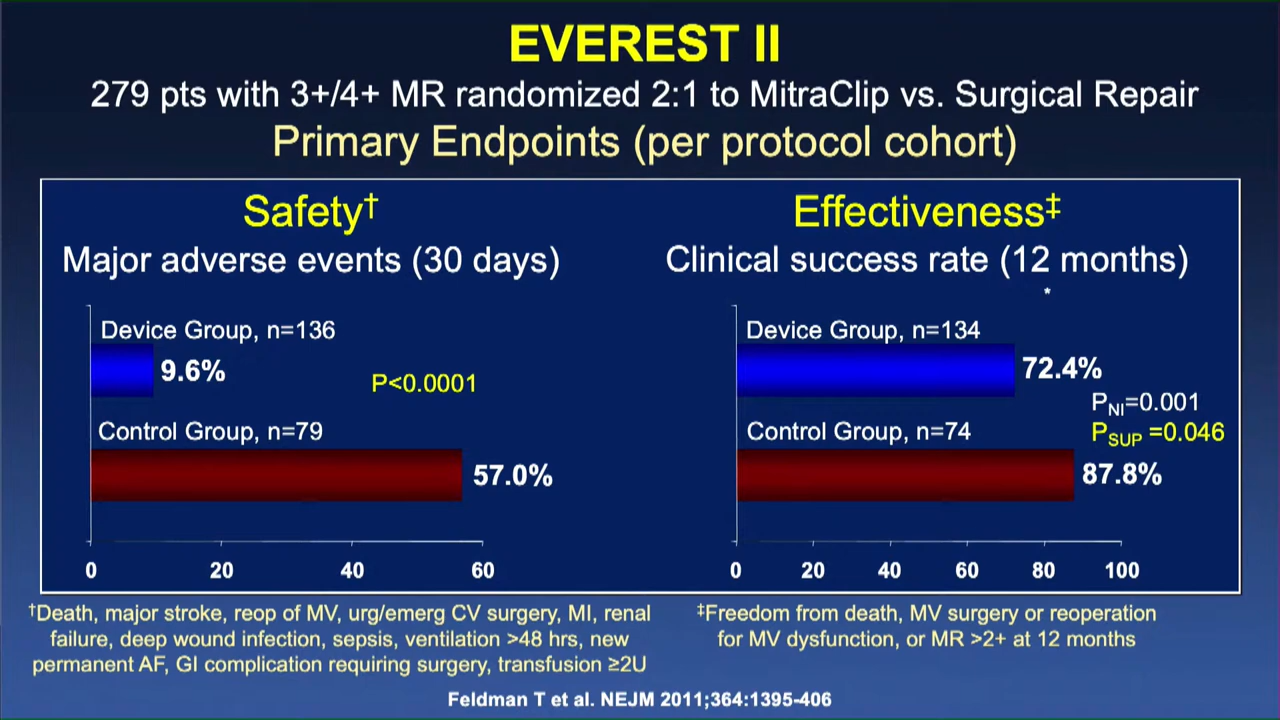 EVEREST II
279 pts with 3+/4+ MR randomized 2:1 to MitraClip vs. Surgical Repair
Primary Endpoints (per protocol cohort)
Safety†
Major adverse events (30 days)
Device Group, n=136
9.6%
P<0.0001
Control Group, n=79
57.0%
0 20 40 60
Effectiveness‡
Clinical success rate (12 months)
*
Device Group, n=134
72.4%
PNI=0.001
PSUP =0.046
Control Group, n=74
87.8%
0 20 40 60 80 100
†Death, major stroke, reop of MV, urg/emerg CV surgery, MI, renal
failure, deep wound infection, sepsis, ventilation >48 hrs, new
permanent AF, GI complication requiring surgery, transfusion ≥2U
‡Freedom from death, MV surgery or reoperation
for MV dysfunction, or MR >2+ at 12 months
Feldman T et al. NEJM 2011;364:1395-406